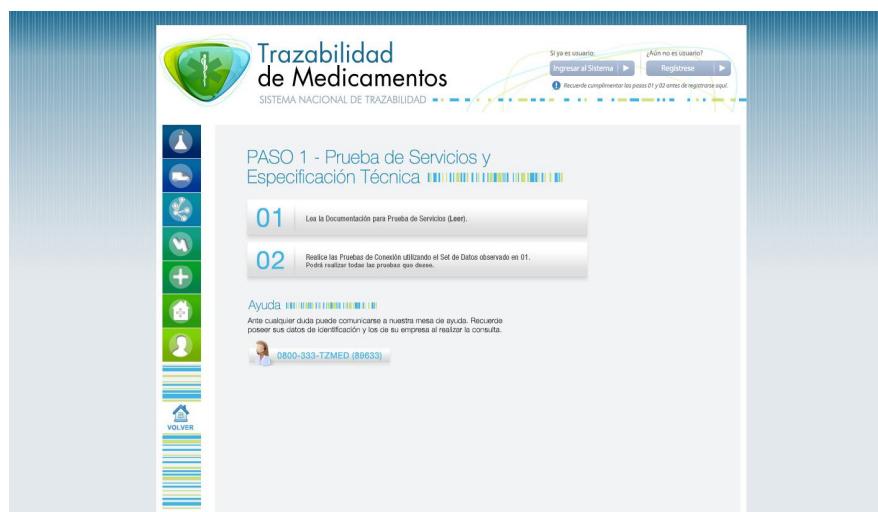 Trazabilidad
de Medicamentos
SISTEMA NACIONAL DE TRAZABILIDAD
Si ya es usuario:
Ingresar al Sistema
¿Aún no es usuario?
Regístrese
Recuerde cumplimentar los pasos 01 y 02 antes de registrarse aquí.
PASO 1 - Prueba de Servicios y
Especificación Técnica
01
Lea la Documentación para Prueba de Servicios (Leer).
02
Realice las Pruebas de Conexión utilizando el Set de Datos observado en 01.
Podrá realizar todas las pruebas que desee.
Ayuda
Ante cualquier duda puede comunicarse a nuestra mesa de ayuda. Recuerde
poseer sus datos de identificación y los de su empresa al realizar la consulta.
0800-333-TZMED (89633)
VOLVER